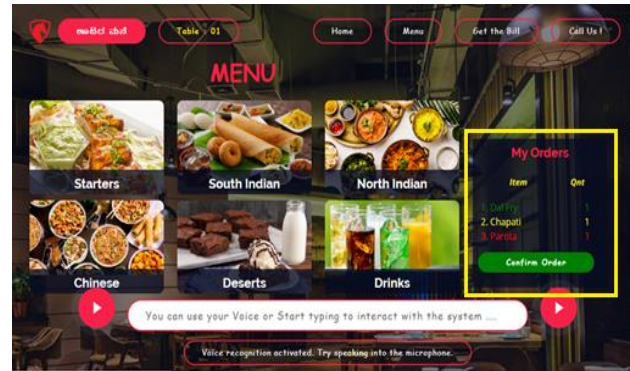 ಊಟದ ಮನೆ
Table : 01
Home
Menu
Get the Bill
Call Us !
MENU
Starters
South Indian
North Indian
Chinese
Deserts
Drinks
My Orders
Item Qnt
1. Dal Fry 1
2. Chapati 1
3. Parota 1
Confirm Order
You can use your Voice or Start typing to interact with the system ....
Voice recognition activated. Try speaking into the microphone.